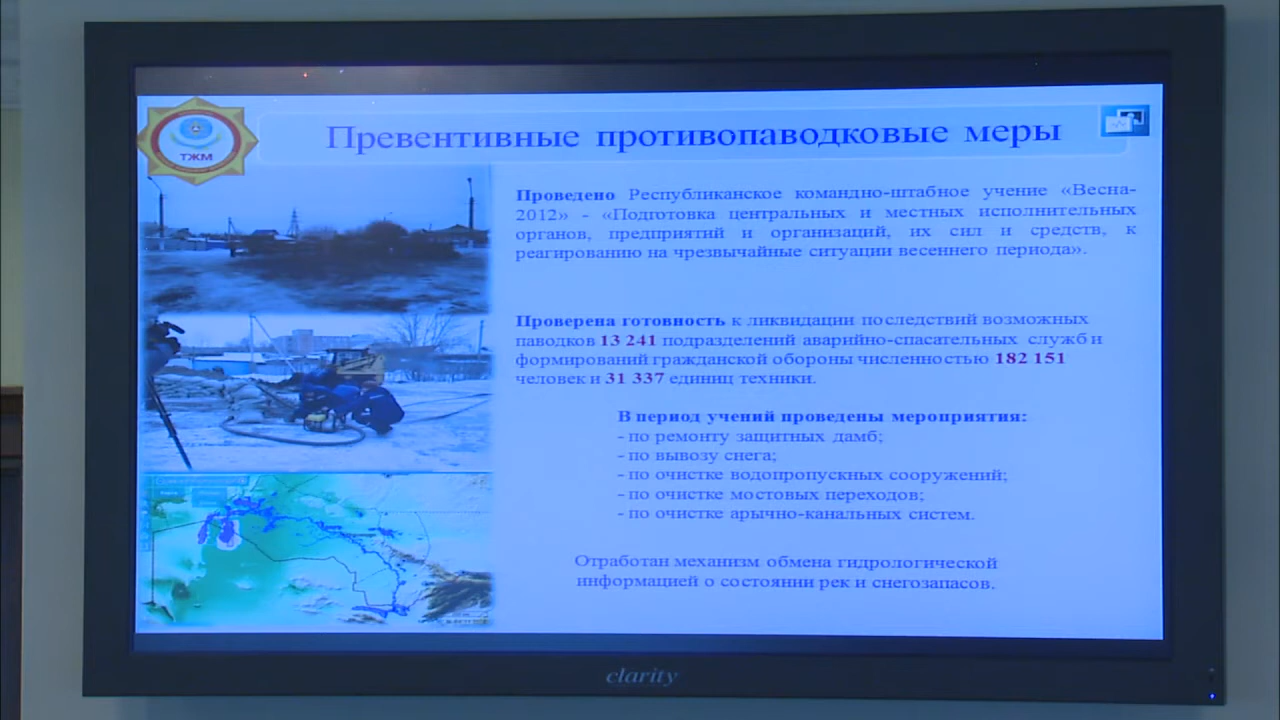 Превентивные противопаводковые меры
ТЖМ
Проведено Республиканское командно-штабное учение «Весна-
2012» - «Подготовка центральных и местных исполнительных
органов, предприятий и организаций, их сил и средств, к
реагированию на чрезвычайные ситуации весеннего периода».
Проверена готовность к ликвидации последствий возможных
паводков 13 241 подразделений аварийно-спасательных служб и
формирований гражданской обороны численностью 182 151
человек и 31 337 единиц техники.
В период учений проведены мероприятия:
- по ремонту защитных дамб;
- по вывозу снега;
- по очистке водопропускных сооружений;
- по очистке мостовых переходов;
- по очистке арычно-канальных систем.
Отработан механизм обмена гидрологической
информацией о состоянии рек и снегозапасов.
clarity